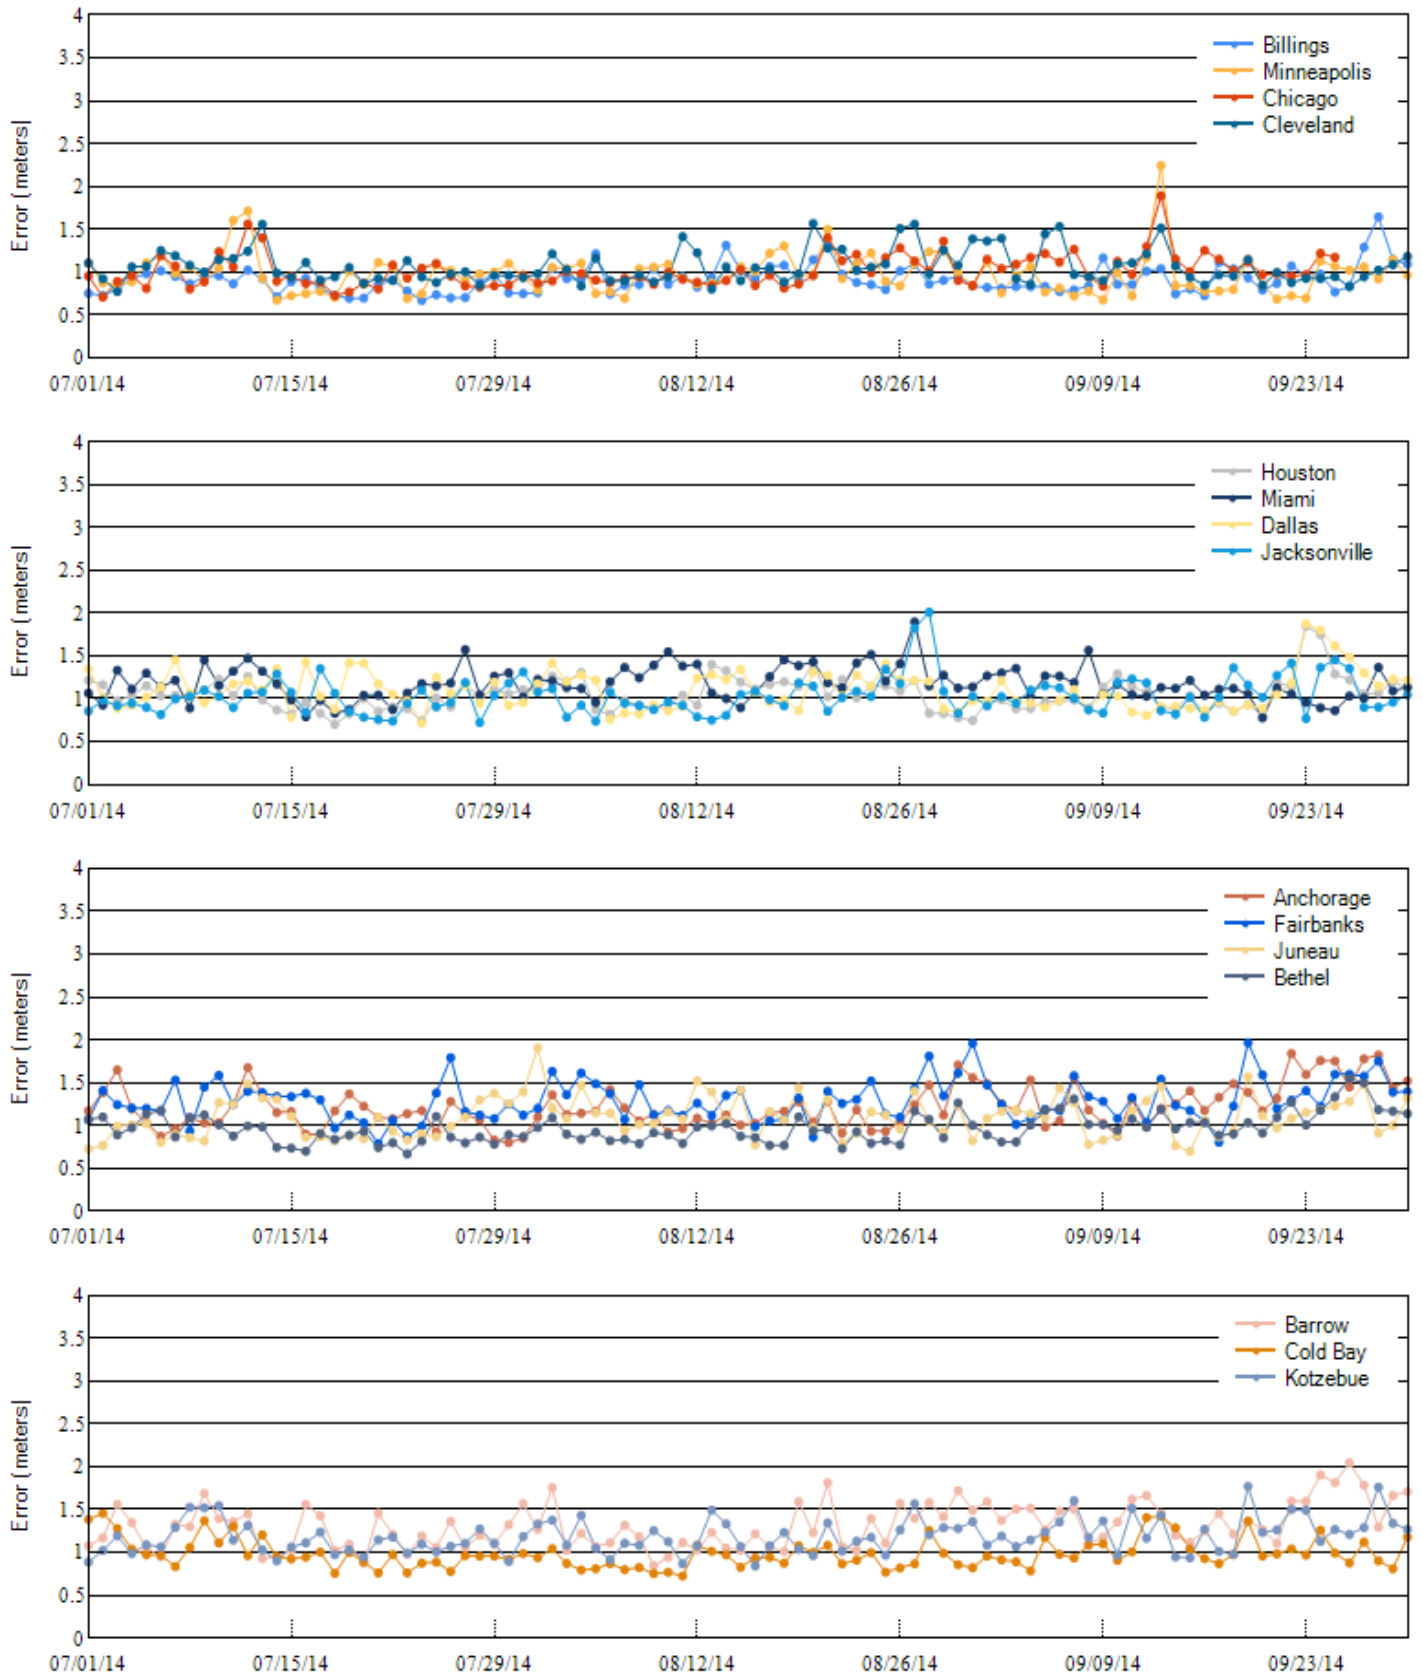 4
3.5
3
2.5
2
1.5
1
0.5
0
Error (meters)
Billings
Minneapolis
Chicago
Cleveland
07/01/14 07/15/14 07/29/14 08/12/14 08/26/14 09/09/14 09/23/14
4
3.5
3
2.5
2
1.5
1
0.5
0
Error (meters)
Houston
Miami
Dallas
Jacksonville
07/01/14 07/15/14 07/29/14 08/12/14 08/26/14 09/09/14 09/23/14
4
3.5
3
2.5
2
1.5
1
0.5
0
Error (meters)
Anchorage
Fairbanks
Juneau
Bethel
07/01/14 07/15/14 07/29/14 08/12/14 08/26/14 09/09/14 09/23/14
4
3.5
3
2.5
2
1.5
1
0.5
0
Error (meters)
Barrow
Cold Bay
Kotzebue
07/01/14 07/15/14 07/29/14 08/12/14 08/26/14 09/09/14 09/23/14